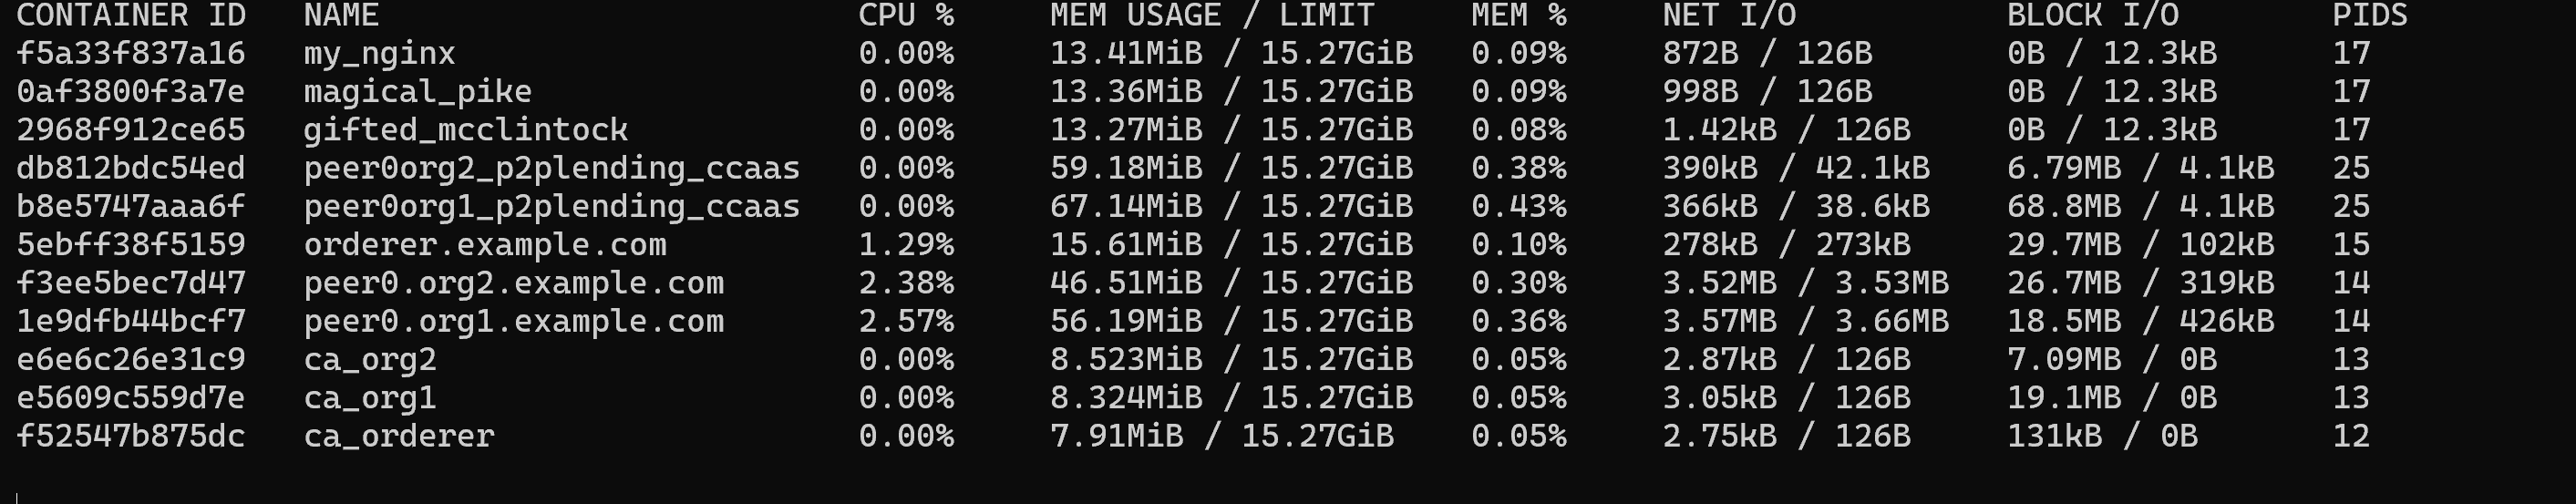 CONTAINER ID   NAME                         CPU %     MEM USAGE / LIMIT     MEM %     NET I/O           BLOCK I/O         PIDS
f5a33f837a16   my_nginx                     0.00%     13.41MiB / 15.27GiB   0.09%     872B / 126B       0B / 12.3kB       17
0af3800f3a7e   magical_pike                 0.00%     13.36MiB / 15.27GiB   0.09%     998B / 126B       0B / 12.3kB       17
2968f912ce65   gifted_mcclintock            0.00%     13.27MiB / 15.27GiB   0.08%     1.42kB / 126B     0B / 12.3kB       17
db812bdc54ed   peer0org2_p2plending_ccaas   0.00%     59.18MiB / 15.27GiB   0.38%     390kB / 42.1kB    6.79MB / 4.1kB    25
b8e5747aaa6f   peer0org1_p2plending_ccaas   0.00%     67.14MiB / 15.27GiB   0.43%     366kB / 38.6kB    68.8MB / 4.1kB    25
5ebff38f5159   orderer.example.com          1.29%     15.61MiB / 15.27GiB   0.10%     278kB / 273kB     29.7MB / 102kB    15
f3ee5bec7d47   peer0.org2.example.com       2.38%     46.51MiB / 15.27GiB   0.30%     3.52MB / 3.53MB   26.7MB / 319kB    14
1e9dfb44bcf7   peer0.org1.example.com       2.57%     56.19MiB / 15.27GiB   0.36%     3.57MB / 3.66MB   18.5MB / 426kB    14
e6e6c26e31c9   ca_org2                      0.00%     8.523MiB / 15.27GiB   0.05%     2.87kB / 126B     7.09MB / 0B       13
e5609c559d7e   ca_org1                      0.00%     8.324MiB / 15.27GiB   0.05%     3.05kB / 126B     19.1MB / 0B       13
f52547b875dc   ca_orderer                   0.00%     7.91MiB / 15.27GiB    0.05%     2.75kB / 126B     131kB / 0B        12